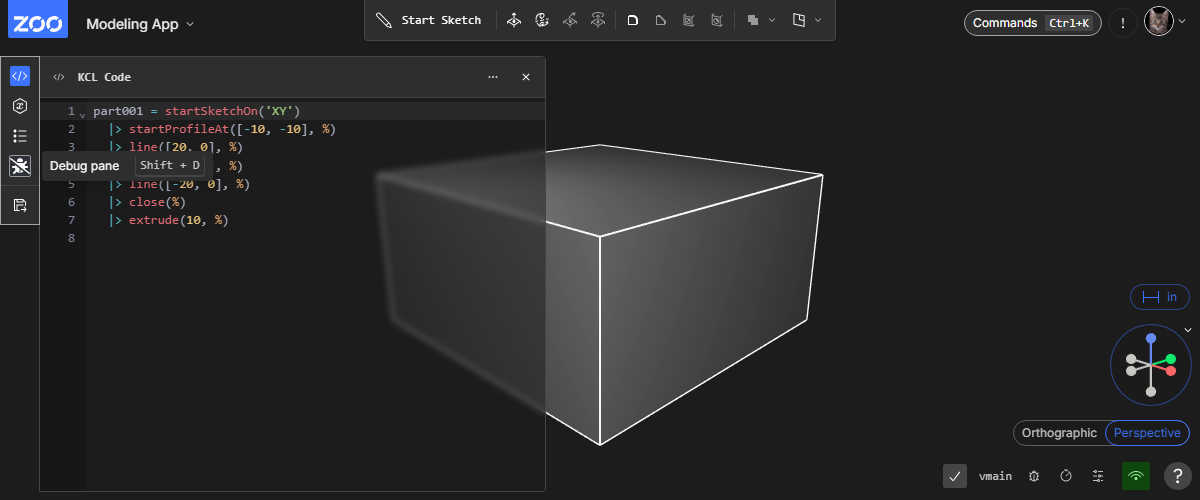 ZOO Modeling App
Start Sketch
Commands Ctrl+K
!
</> KCL Code
1 part001 = startSketchOn('XY')
2 |> startProfileAt([-10, -10], %)
3 |> line([20, 0], %)
Debug pane Shift + D , %)
5 |> line([-20, 0], %)
6 |> close(%)
7 |> extrude(10, %)
8
in
Orthographic Perspective
vmain
?